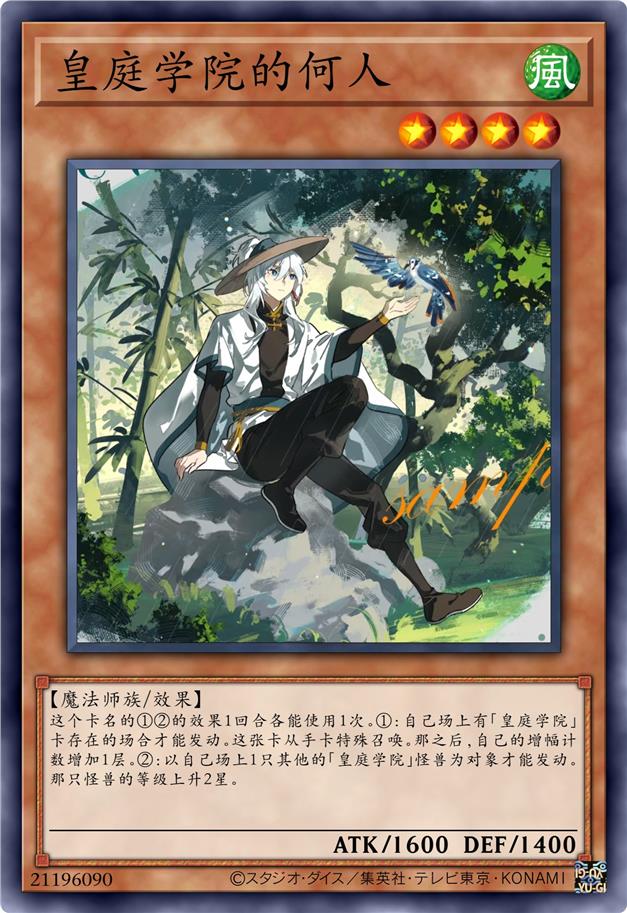 皇庭学院的何人
風
samp
【魔法师族/效果】
这个卡名的①②的效果1回合各能使用1次。①:自己场上有「皇庭学院」
卡存在的场合才能发动。这张卡从手卡特殊召唤。那之后,自己的增幅计
数增加1层。②:以自己场上1只其他的「皇庭学院」怪兽为对象才能发动。
那只怪兽的等级上升2星。
ATK/1600 DEF/1400
21196090
©スタジオ・ダイス／集英社・テレビ東京・KONAMI